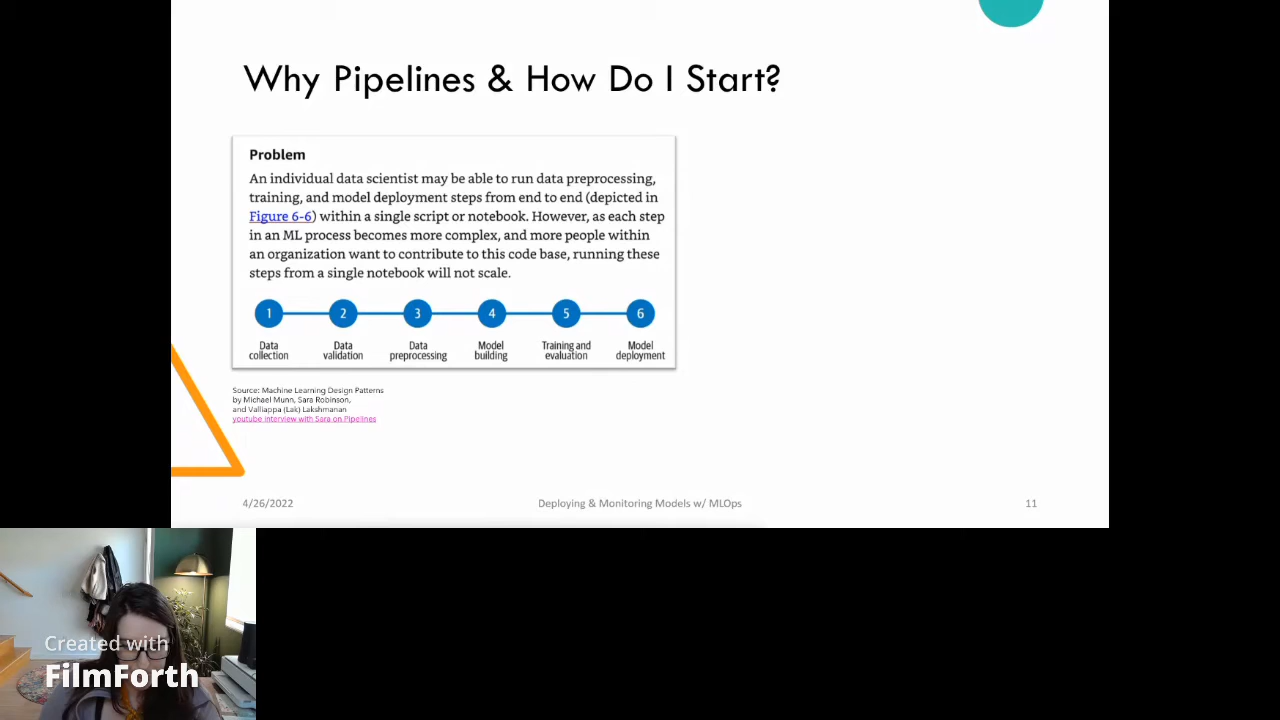 Why Pipelines & How Do I Start?
Problem
An individual data scientist may be able to run data preprocessing,
training, and model deployment steps from end to end (depicted in
Figure 6-6) within a single script or notebook. However, as each step
in an ML process becomes more complex, and more people within
an organization want to contribute to this code base, running these
steps from a single notebook will not scale.
1 2 3 4 5 6
Data Data Data Model Training and Model
collection validation preprocessing building evaluation deployment
Source: Machine Learning Design Patterns
by Michael Munn, Sara Robinson,
and Valliappa (Lak) Lakshmanan
youtube interview with Sara on Pipelines
4/26/2022 Deploying & Monitoring Models w/ MLOps 11
Created with
FilmForth